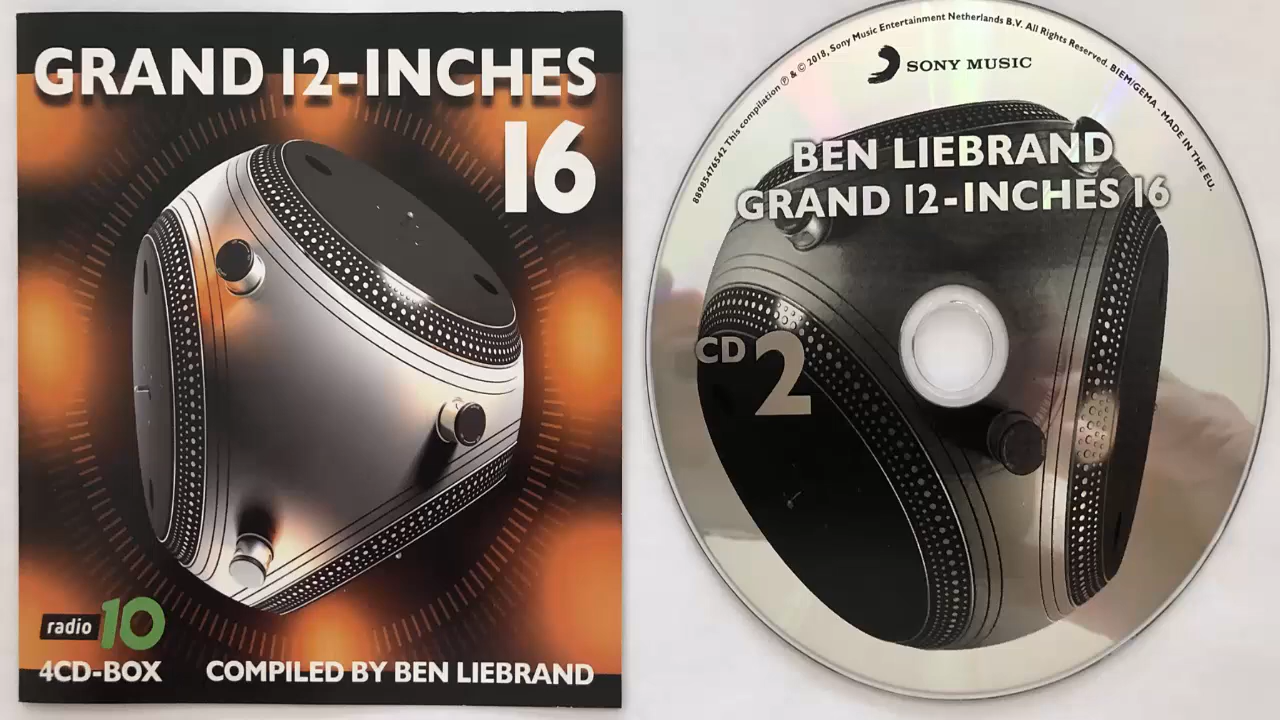 GRAND 12-INCHES
16
radio 10
4CD-BOX
COMPILED BY BEN LIEBRAND
88985476542 This compilation ℗ & © 2018, Sony Music Entertainment Netherlands B.V. All Rights Reserved. BIEM/GEMA - MADE IN THE EU.
SONY MUSIC
BEN LIEBRAND
GRAND 12-INCHES 16
CD 2